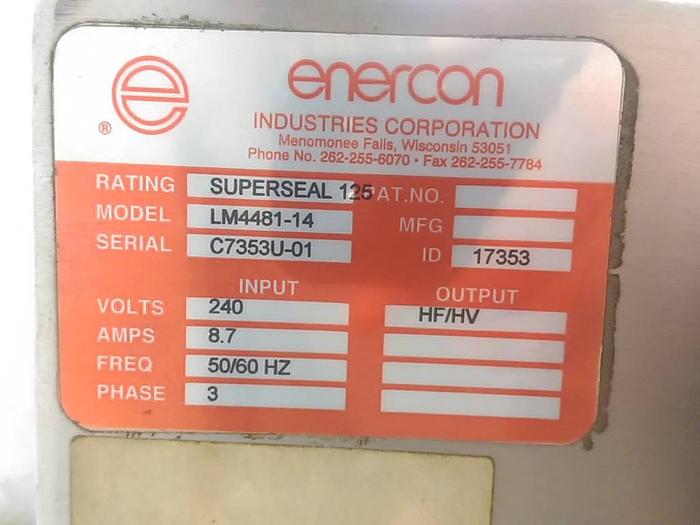 e
®
enercon
INDUSTRIES CORPORATION
Menomonee Falls, Wisconsin 53051
Phone No. 262-255-6070 • Fax 262-255-7784
RATING SUPERSEAL 125 AT.NO.
MODEL LM4481-14 MFG
SERIAL C7353U-01 ID 17353
INPUT OUTPUT
VOLTS 240 HF/HV
AMPS 8.7
FREQ 50/60 HZ
PHASE 3